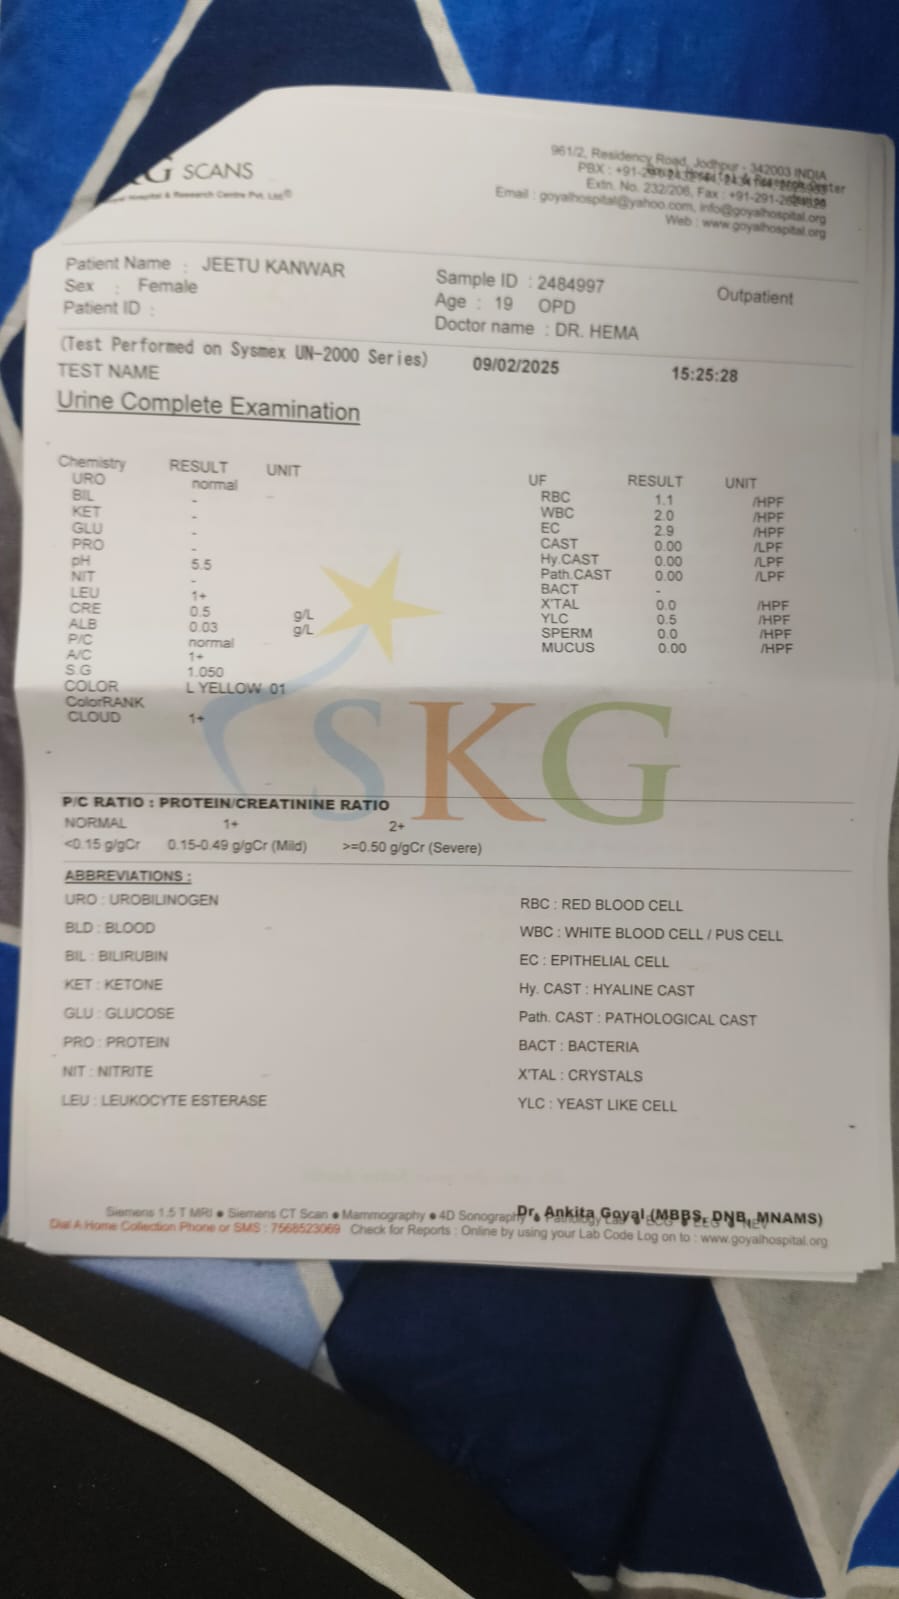 G SCANS
Hospital & Research Centre Pvt. Ltd.®
961/2, Residency Road, Jodhpur - 342003 INDIA
PBX : +91-
Extn. No. 232/206, Fax : +91-291-
Email : goyalhospital@yahoo.com, info@goyalhospital.org
Web : www.goyalhospital.org
Patient Name : JEETU KANWAR
Sex : Female
Patient ID :
Sample ID : 2484997
Age : 19 OPD
Doctor name : DR. HEMA
Outpatient
(Test Performed on Sysmex UN-2000 Series) 09/02/2025 15:25:28
TEST NAME
Urine Complete Examination
Chemistry RESULT UNIT
URO normal
BIL -
KET -
GLU -
PRO -
pH 5.5
NIT -
LEU 1+
CRE 0.5 g/L
ALB 0.03 g/L
P/C normal
A/C 1+
S.G 1.050
COLOR L YELLOW 01
ColorRANK
CLOUD 1+
UF RESULT UNIT
RBC 1.1 /HPF
WBC 2.0 /HPF
EC 2.9 /HPF
CAST 0.00 /LPF
Hy.CAST 0.00 /LPF
Path.CAST 0.00 /LPF
BACT -
X'TAL 0.0 /HPF
YLC 0.5 /HPF
SPERM 0.0 /HPF
MUCUS 0.00 /HPF
SKG
P/C RATIO : PROTEIN/CREATININE RATIO
NORMAL 1+ 2+
<0.15 g/gCr 0.15-0.49 g/gCr (Mild) >=0.50 g/gCr (Severe)
ABBREVIATIONS :
URO : UROBILINOGEN
BLD : BLOOD
BIL : BILIRUBIN
KET : KETONE
GLU : GLUCOSE
PRO : PROTEIN
NIT : NITRITE
LEU : LEUKOCYTE ESTERASE
RBC : RED BLOOD CELL
WBC : WHITE BLOOD CELL / PUS CELL
EC : EPITHELIAL CELL
Hy. CAST : HYALINE CAST
Path. CAST : PATHOLOGICAL CAST
BACT : BACTERIA
X'TAL : CRYSTALS
YLC : YEAST LIKE CELL
Dr. Ankita Goyal (MBBS, DNB, MNAMS)
Siemens 1.5 T MRI ● Siemens CT Scan ● Mammography ● 4D Sonography ● Pathology Lab ● ECG ● EEG ● NEV
Dial A Home Collection Phone or SMS : 7568523069 Check for Reports : Online by using your Lab Code Log on to : www.goyalhospital.org